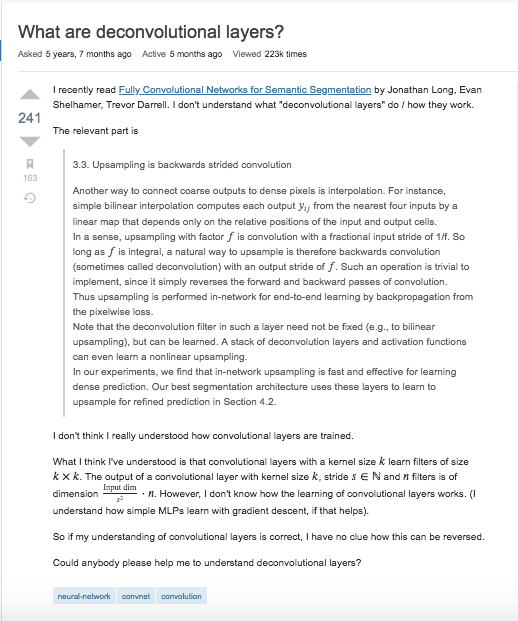 What are deconvolutional layers?
Asked 5 years, 7 months ago Active 5 months ago Viewed 223k times
I recently read Fully Convolutional Networks for Semantic Segmentation by Jonathan Long, Evan
Shelhamer, Trevor Darrell. I don't understand what "deconvolutional layers" do / how they work.
241
The relevant part is
163
3.3. Upsampling is backwards strided convolution
Another way to connect coarse outputs to dense pixels is interpolation. For instance,
simple bilinear interpolation computes each output y_{ij} from the nearest four inputs by a
linear map that depends only on the relative positions of the input and output cells.
In a sense, upsampling with factor f is convolution with a fractional input stride of 1/f. So
long as f is integral, a natural way to upsample is therefore backwards convolution
(sometimes called deconvolution) with an output stride of f. Such an operation is trivial to
implement, since it simply reverses the forward and backward passes of convolution.
Thus upsampling is performed in-network for end-to-end learning by backpropagation from
the pixelwise loss.
Note that the deconvolution filter in such a layer need not be fixed (e.g., to bilinear
upsampling), but can be learned. A stack of deconvolution layers and activation functions
can even learn a nonlinear upsampling.
In our experiments, we find that in-network upsampling is fast and effective for learning
dense prediction. Our best segmentation architecture uses these layers to learn to
upsample for refined prediction in Section 4.2.
I don't think I really understood how convolutional layers are trained.
What I think I've understood is that convolutional layers with a kernel size k learn filters of size
k × k. The output of a convolutional layer with kernel size k, stride s ∈ ℕ and n filters is of
dimension Input dim / s² · n. However, I don't know how the learning of convolutional layers works. (I
understand how simple MLPs learn with gradient descent, if that helps).
So if my understanding of convolutional layers is correct, I have no clue how this can be reversed.
Could anybody please help me to understand deconvolutional layers?
neural-network convnet convolution